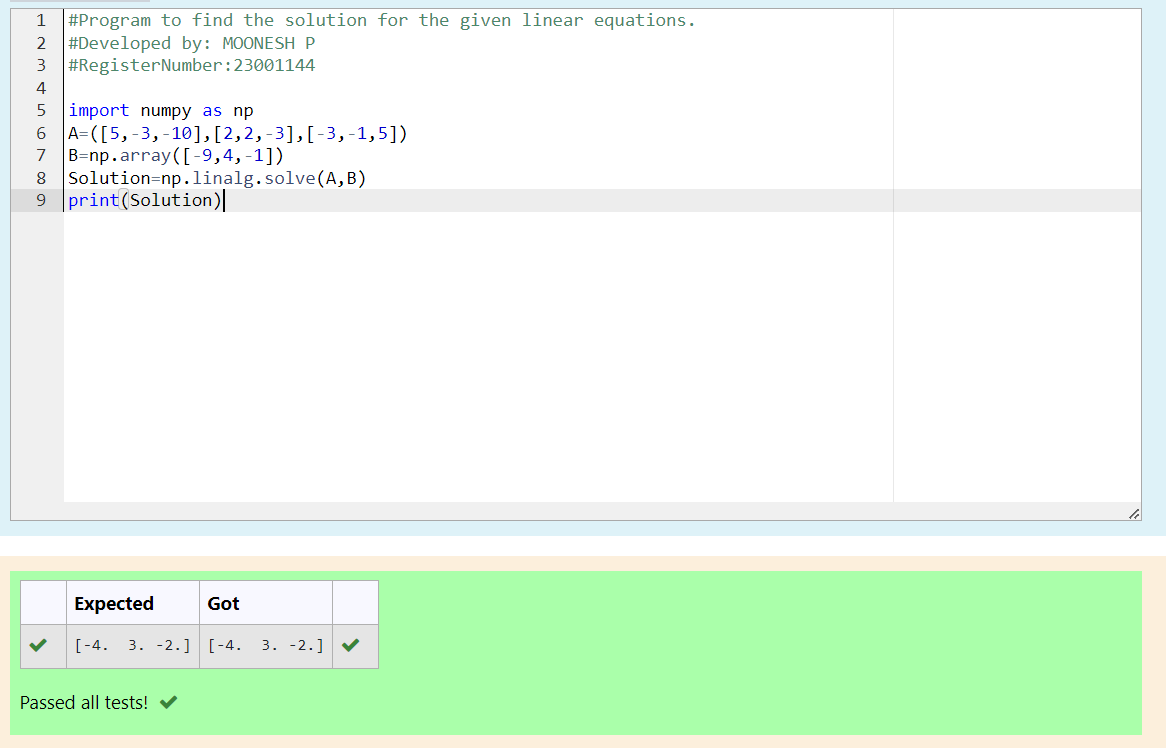 1 #Program to find the solution for the given linear equations.
2 #Developed by: MOONESH P
3 #RegisterNumber:23001144
4
5 import numpy as np
6 A=([5,-3,-10],[2,2,-3],[-3,-1,5])
7 B=np.array([-9,4,-1])
8 Solution=np.linalg.solve(A,B)
9 print(Solution)
Expected Got
[-4.  3. -2.] [-4.  3. -2.]
Passed all tests!